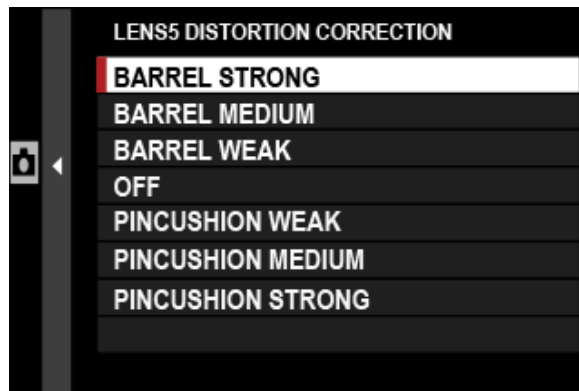 LENS5 DISTORTION CORRECTION
BARREL STRONG
BARREL MEDIUM
BARREL WEAK
OFF
PINCUSHION WEAK
PINCUSHION MEDIUM
PINCUSHION STRONG